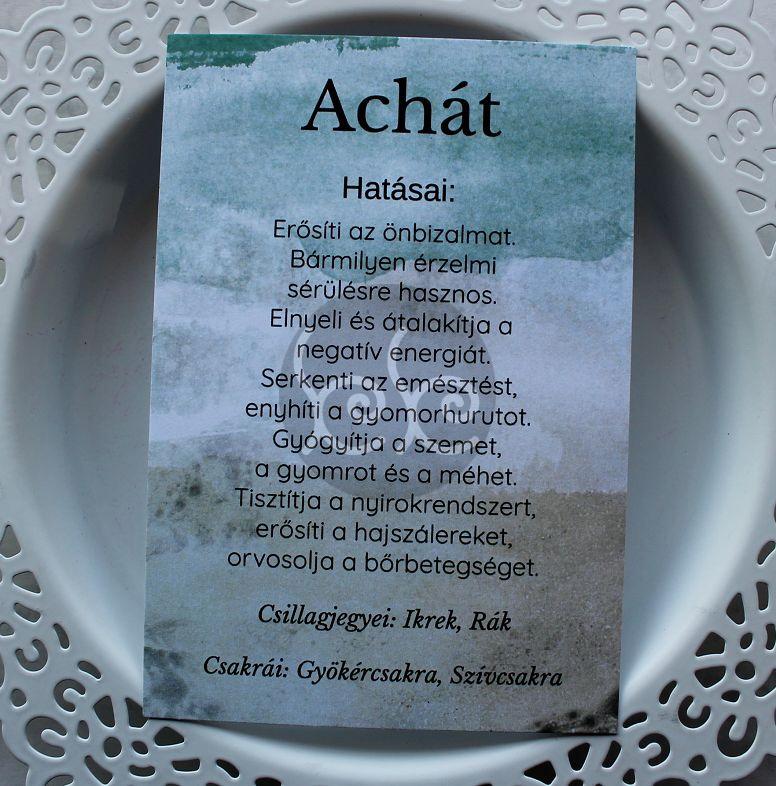 Achát
Hatásai:
Erősíti az önbizalmat.
Bármilyen érzelmi
sérülésre hasznos.
Elnyeli és átalakítja a
negatív energiát.
Serkenti az emésztést,
enyhíti a gyomorhurutot.
Gyógyítja a szemet,
a gyomrot és a méhet.
Tisztítja a nyirokrendszert,
erősíti a hajszálereket,
orvosolja a bőrbetegséget.
Csillagjegyei: Ikrek, Rák
Csakrái: Gyökércsakra, Szívcsakra